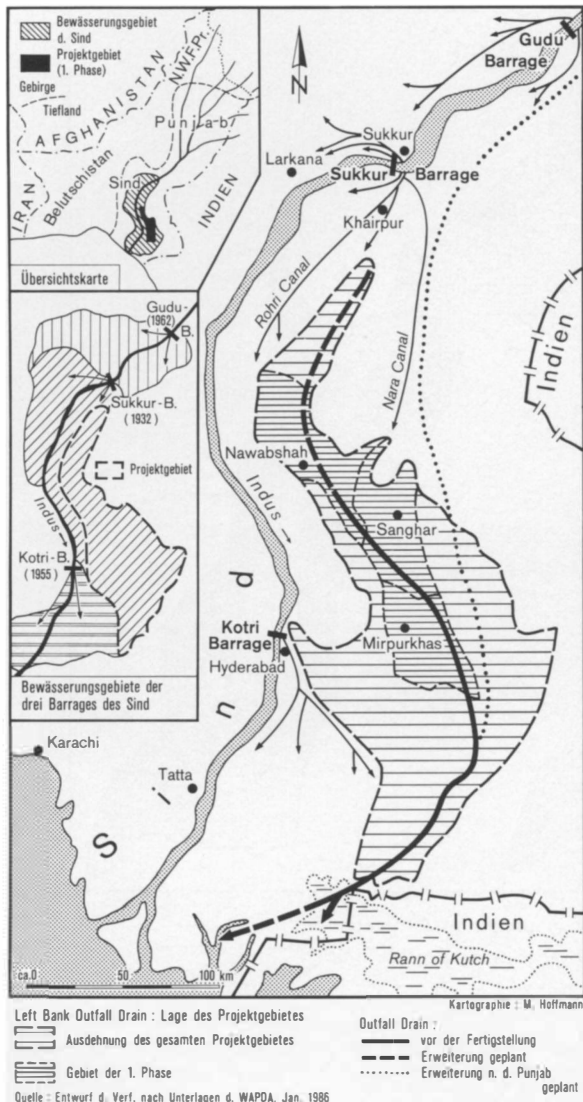 Bewässerungsgebiet
d. Sind
Projektgebiet
(1. Phase)
Gebirge
Tiefland
AFGHANISTAN
N.W.F.Pr.
Punjab
IRAN
Belutschistan
Sind
INDIEN
Übersichtskarte
N
Gudu
Barrage
Sukkur
Larkana
Sukkur Barrage
Khairpur
Rohri Canal
Nara Canal
Indien
Gudu-
(1962) B.
Sukkur-B.
(1932)
Projektgebiet
Indus
Kotri-B.
(1955)
Bewässerungsgebiete der
drei Barrages des Sind
Nawabshah
Sanghar
Indus
Kotri
Barrage
Hyderabad
Mirpurkhas
Karachi
Tatta
S i n d
Indien
Rann of Kutch
ca.0 50 100 km
Kartographie : M. Hoffmann
Left Bank Outfall Drain : Lage des Projektgebietes
Ausdehnung des gesamten Projektgebietes
Gebiet der 1. Phase
Outfall Drain :
vor der Fertigstellung
Erweiterung geplant
Erweiterung n. d. Punjab
geplant
Quelle : Entwurf d. Verf. nach Unterlagen d. WAPDA, Jan. 1986